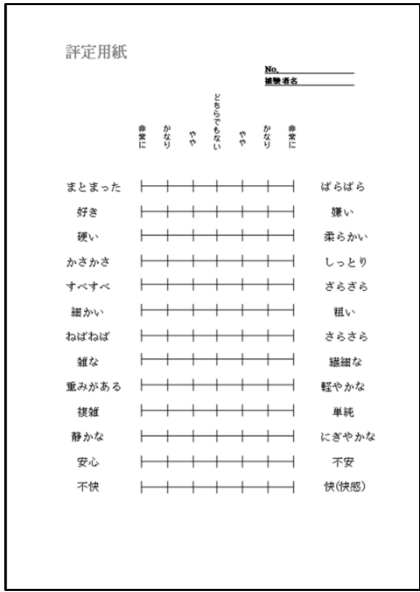 評定用紙
No.
被験者名
非常に かなり やや どちらでもない やや かなり 非常に
まとまった ばらばら
好き 嫌い
硬い 柔らかい
かさかさ しっとり
すべすべ ざらざら
細かい 粗い
ねばねば さらさら
雑な 繊細な
重みがある 軽やかな
複雑 単純
静かな にぎやかな
安心 不安
不快 快(快感)